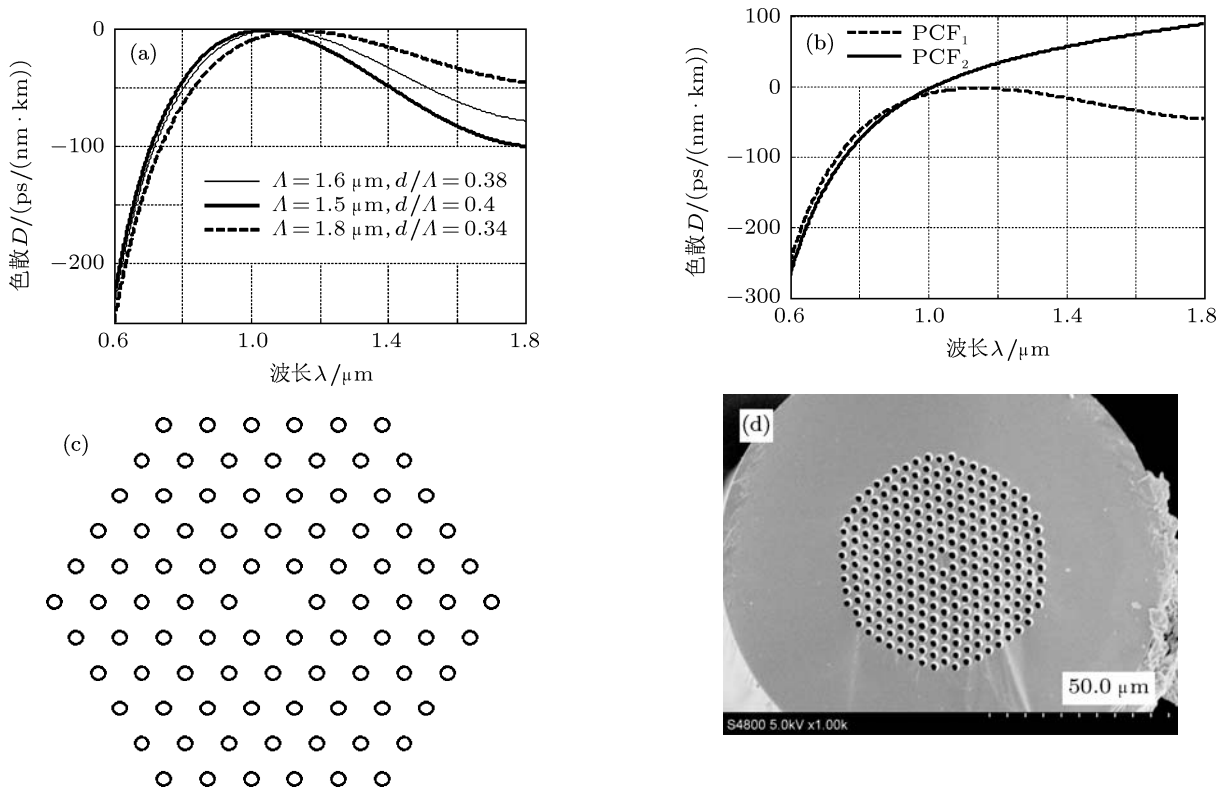 (a)
0
−100
−200
色散D/(ps/(nm · km))
Λ=1.6 μm, d/Λ=0.38
Λ=1.5 μm, d/Λ=0.4
Λ=1.8 μm, d/Λ=0.34
0.6 1.0 1.4 1.8
波长λ/μm
(b)
PCF₁
PCF₂
100
0
−100
−200
−300
色散D/(ps/(nm · km))
0.6 1.0 1.4 1.8
波长λ/μm
(c)
(d)
50.0 μm
S4800 5.0kV x1.00k